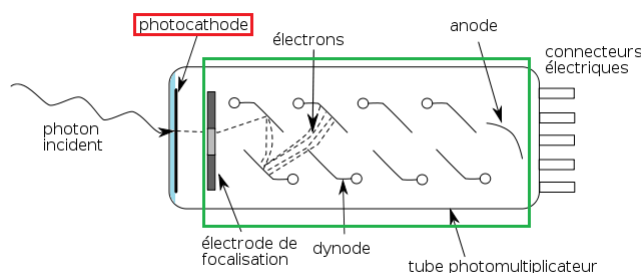 photocathode
électrons
anode
connecteurs
électriques
photon
incident
électrode de
focalisation
dynode
tube photomultiplicateur